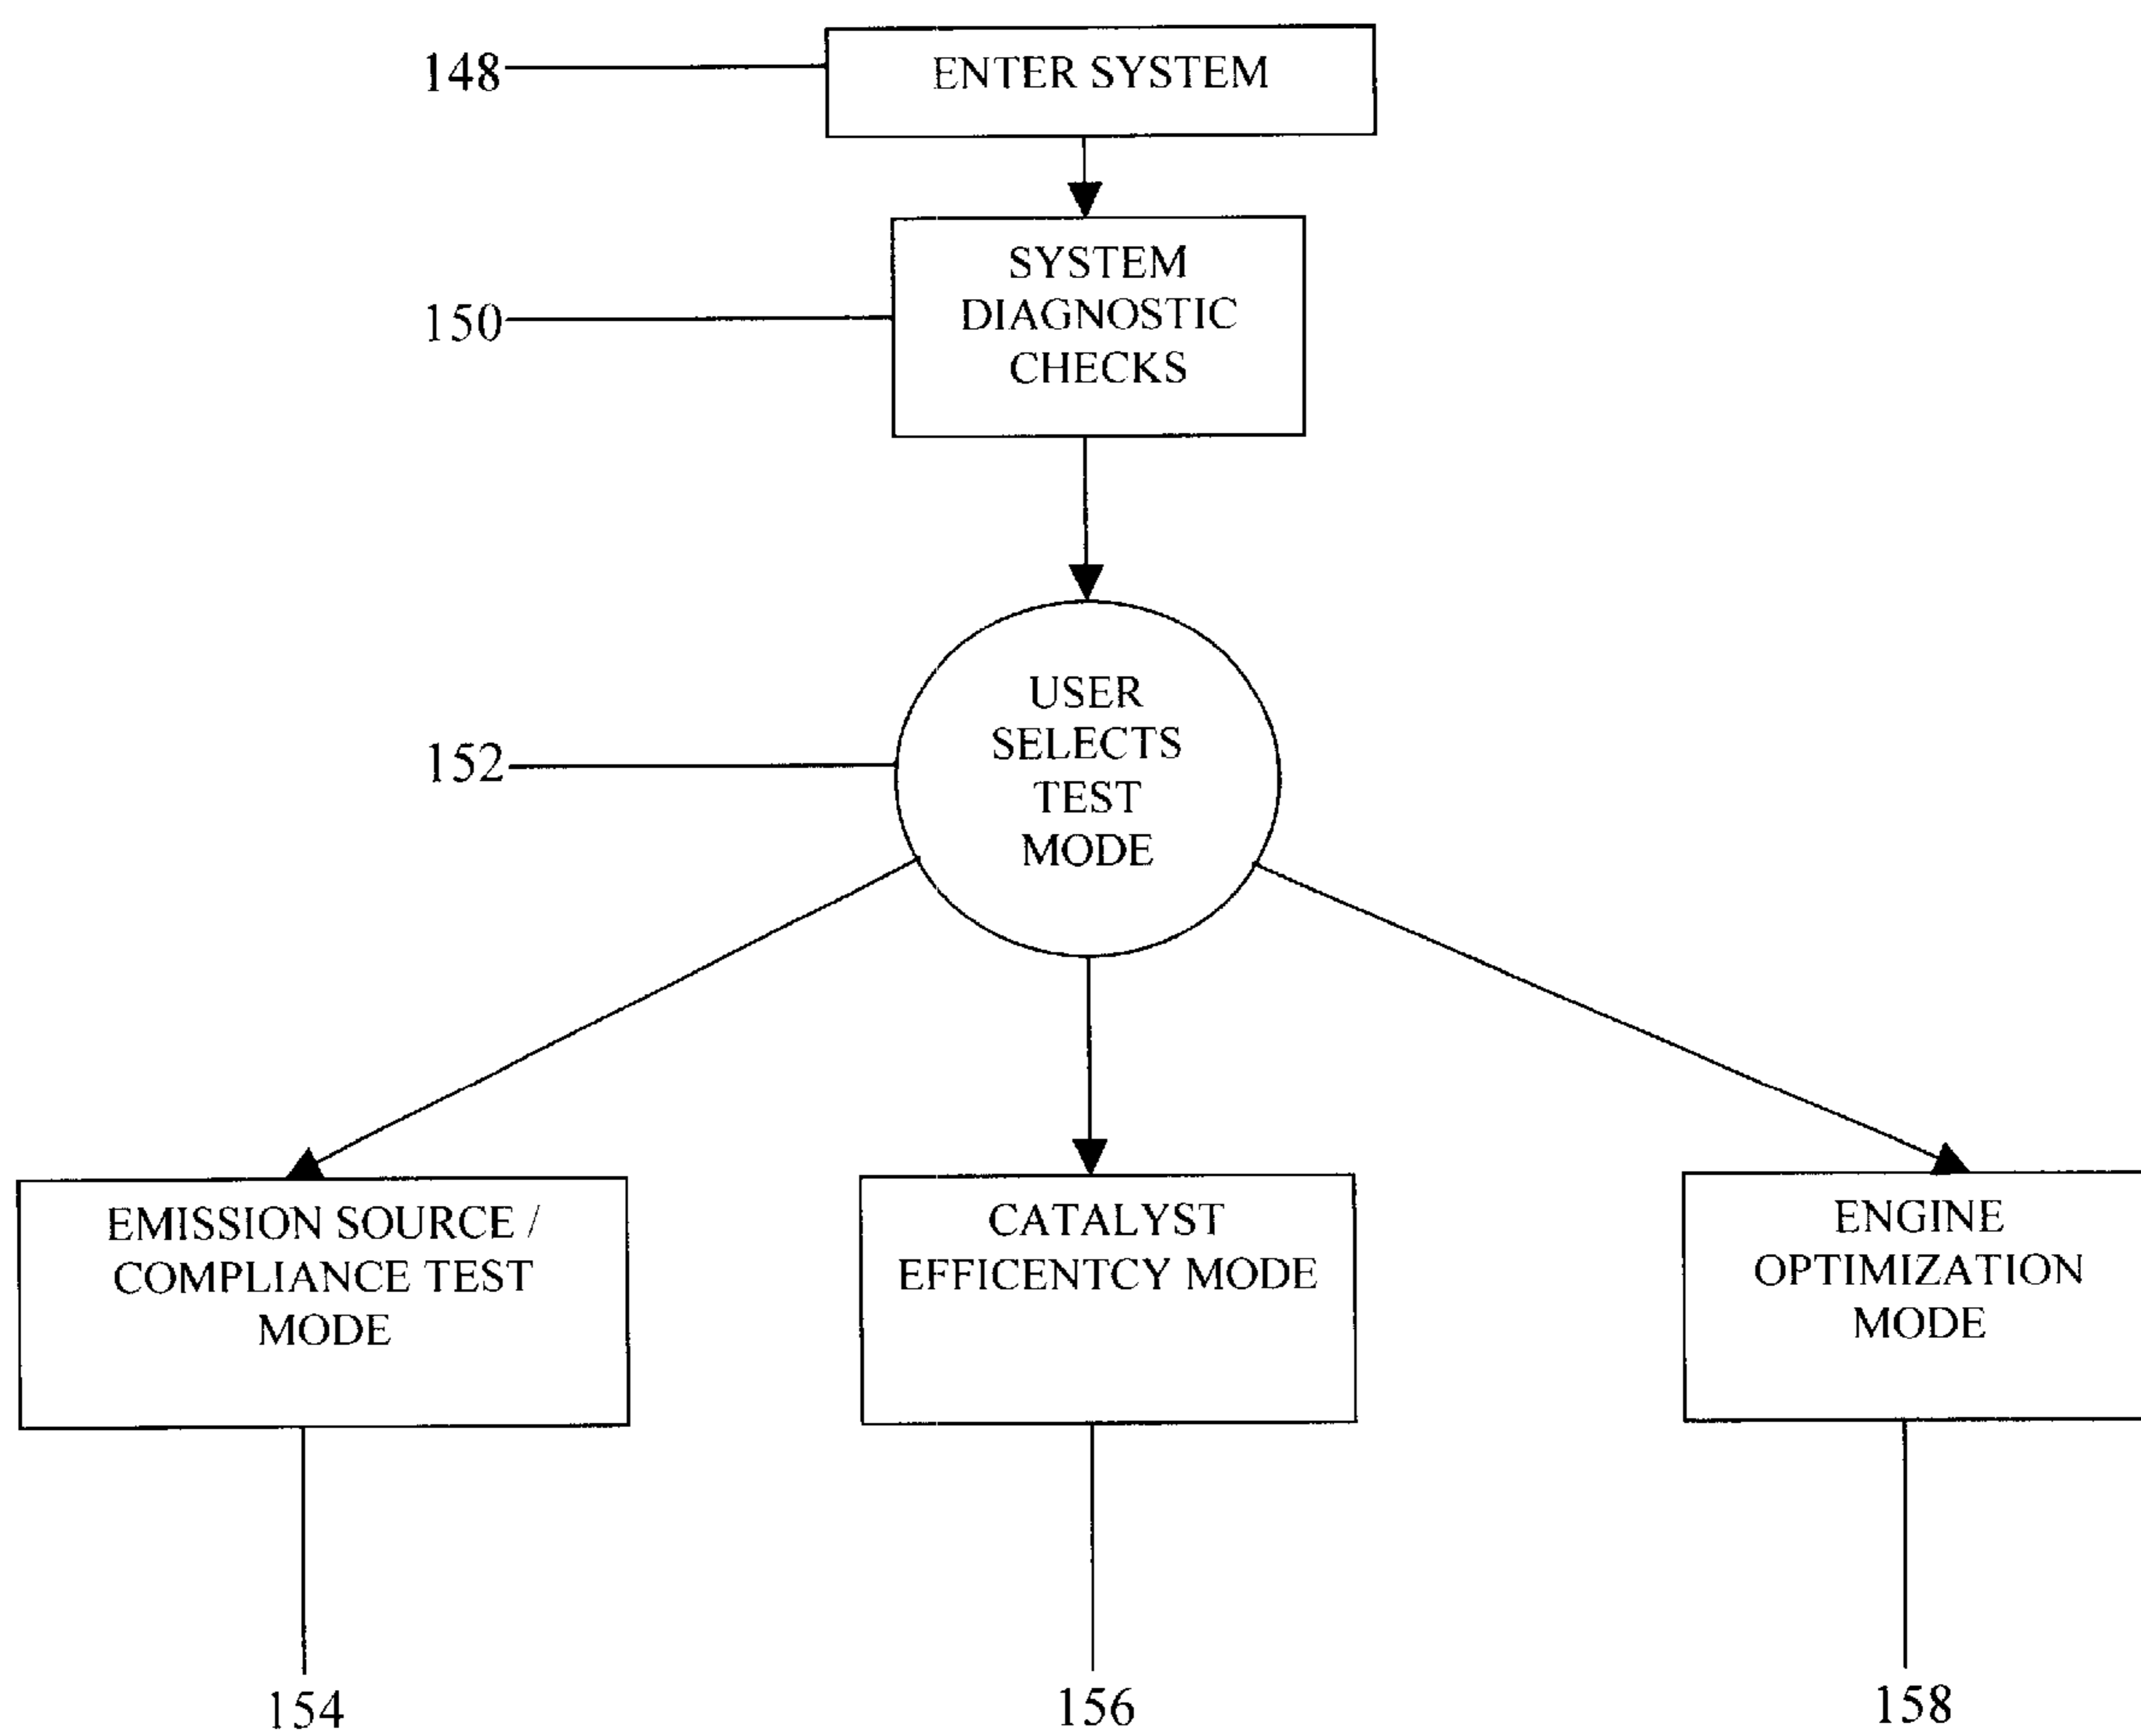 148
ENTER SYSTEM
150
SYSTEM
DIAGNOSTIC
CHECKS
152
USER
SELECTS
TEST
MODE
EMISSION SOURCE /
COMPLIANCE TEST
MODE
CATALYST
EFFICENTCY MODE
ENGINE
OPTIMIZATION
MODE
154
156
158